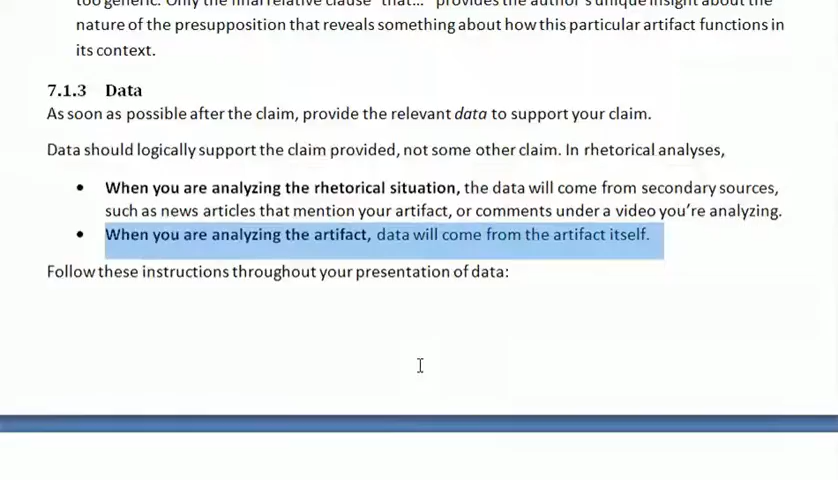 too generic. Only the final relative clause "that..." provides the author's unique insight about the
nature of the presupposition that reveals something about how this particular artifact functions in
its context.
7.1.3 Data
As soon as possible after the claim, provide the relevant data to support your claim.
Data should logically support the claim provided, not some other claim. In rhetorical analyses,
• When you are analyzing the rhetorical situation, the data will come from secondary sources,
such as news articles that mention your artifact, or comments under a video you're analyzing.
• When you are analyzing the artifact, data will come from the artifact itself.
Follow these instructions throughout your presentation of data: